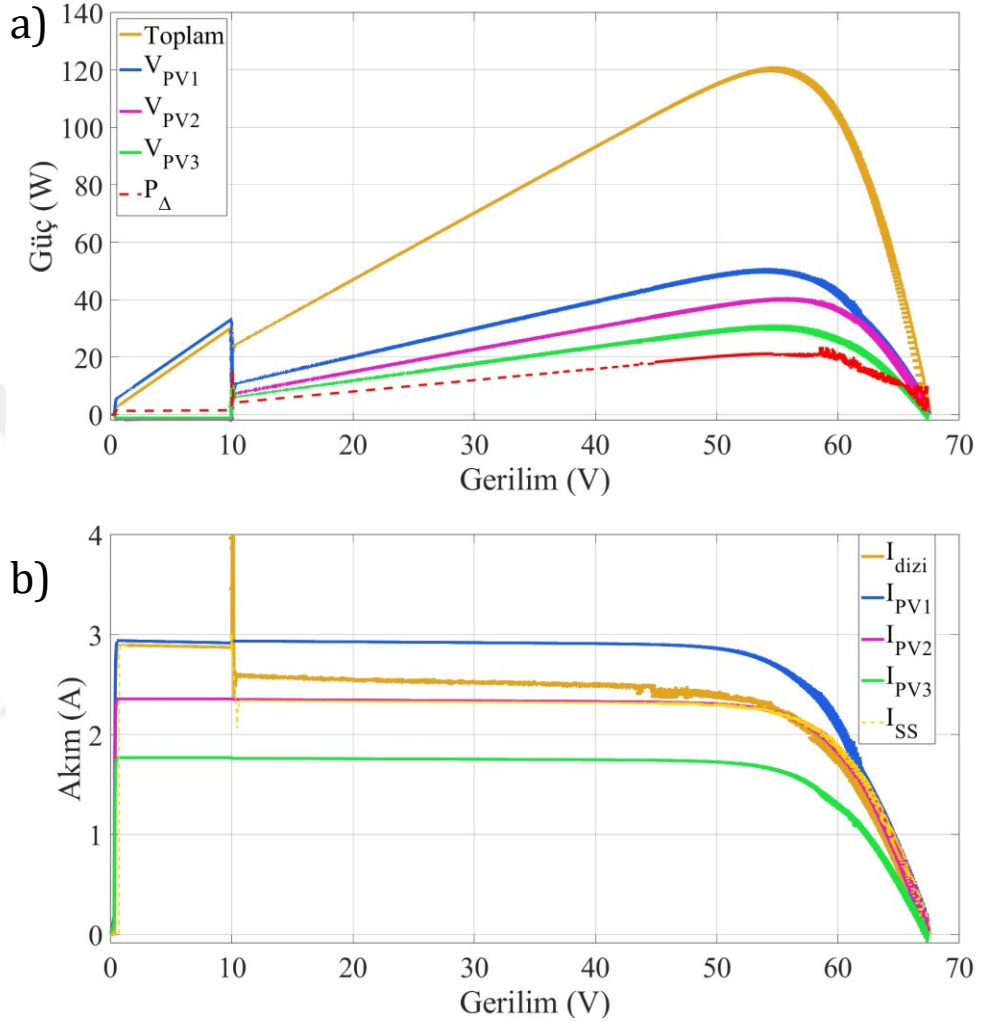 a)
Güç (W)
140
120
100
80
60
40
20
0
Toplam
V_PV1
V_PV2
V_PV3
P_Δ
0 10 20 30 40 50 60 70
Gerilim (V)
b)
Akım (A)
4
3
2
1
0
I_dizi
I_PV1
I_PV2
I_PV3
I_SS
0 10 20 30 40 50 60 70
Gerilim (V)